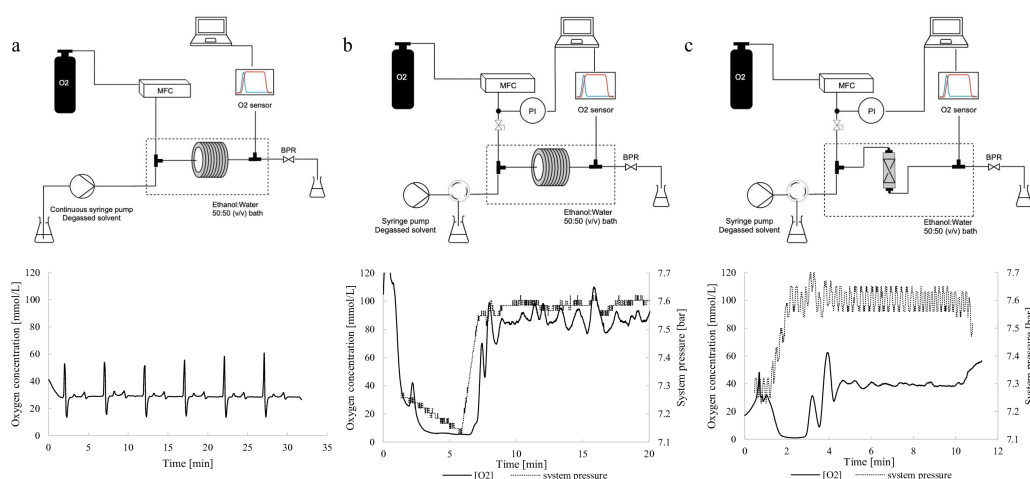 a
O2
MFC
O2 sensor
BPR
Continuous syringe pump
Degassed solvent
Ethanol:Water
50:50 (v/v) bath
b
O2
MFC
PI
O2 sensor
BPR
Syringe pump
Degassed solvent
Ethanol:Water
50:50 (v/v) bath
c
O2
MFC
PI
O2 sensor
BPR
Syringe pump
Degassed solvent
Ethanol:Water
50:50 (v/v) bath
Oxygen concentration [mmol/L]
120
100
80
60
40
20
0
0 5 10 15 20 25 30 35
Time [min]
Oxygen concentration [mmol/L]
120
100
80
60
40
20
0
7.7
7.6
7.5
7.4
7.3
7.2
7.1
System pressure [bar]
0 5 10 15 20
Time [min]
[O2] system pressure
Oxygen concentration [mmol/L]
120
100
80
60
40
20
0
7.7
7.6
7.5
7.4
7.3
7.2
7.1
System pressure [bar]
0 2 4 6 8 10 12
Time [min]
[O2] system pressure